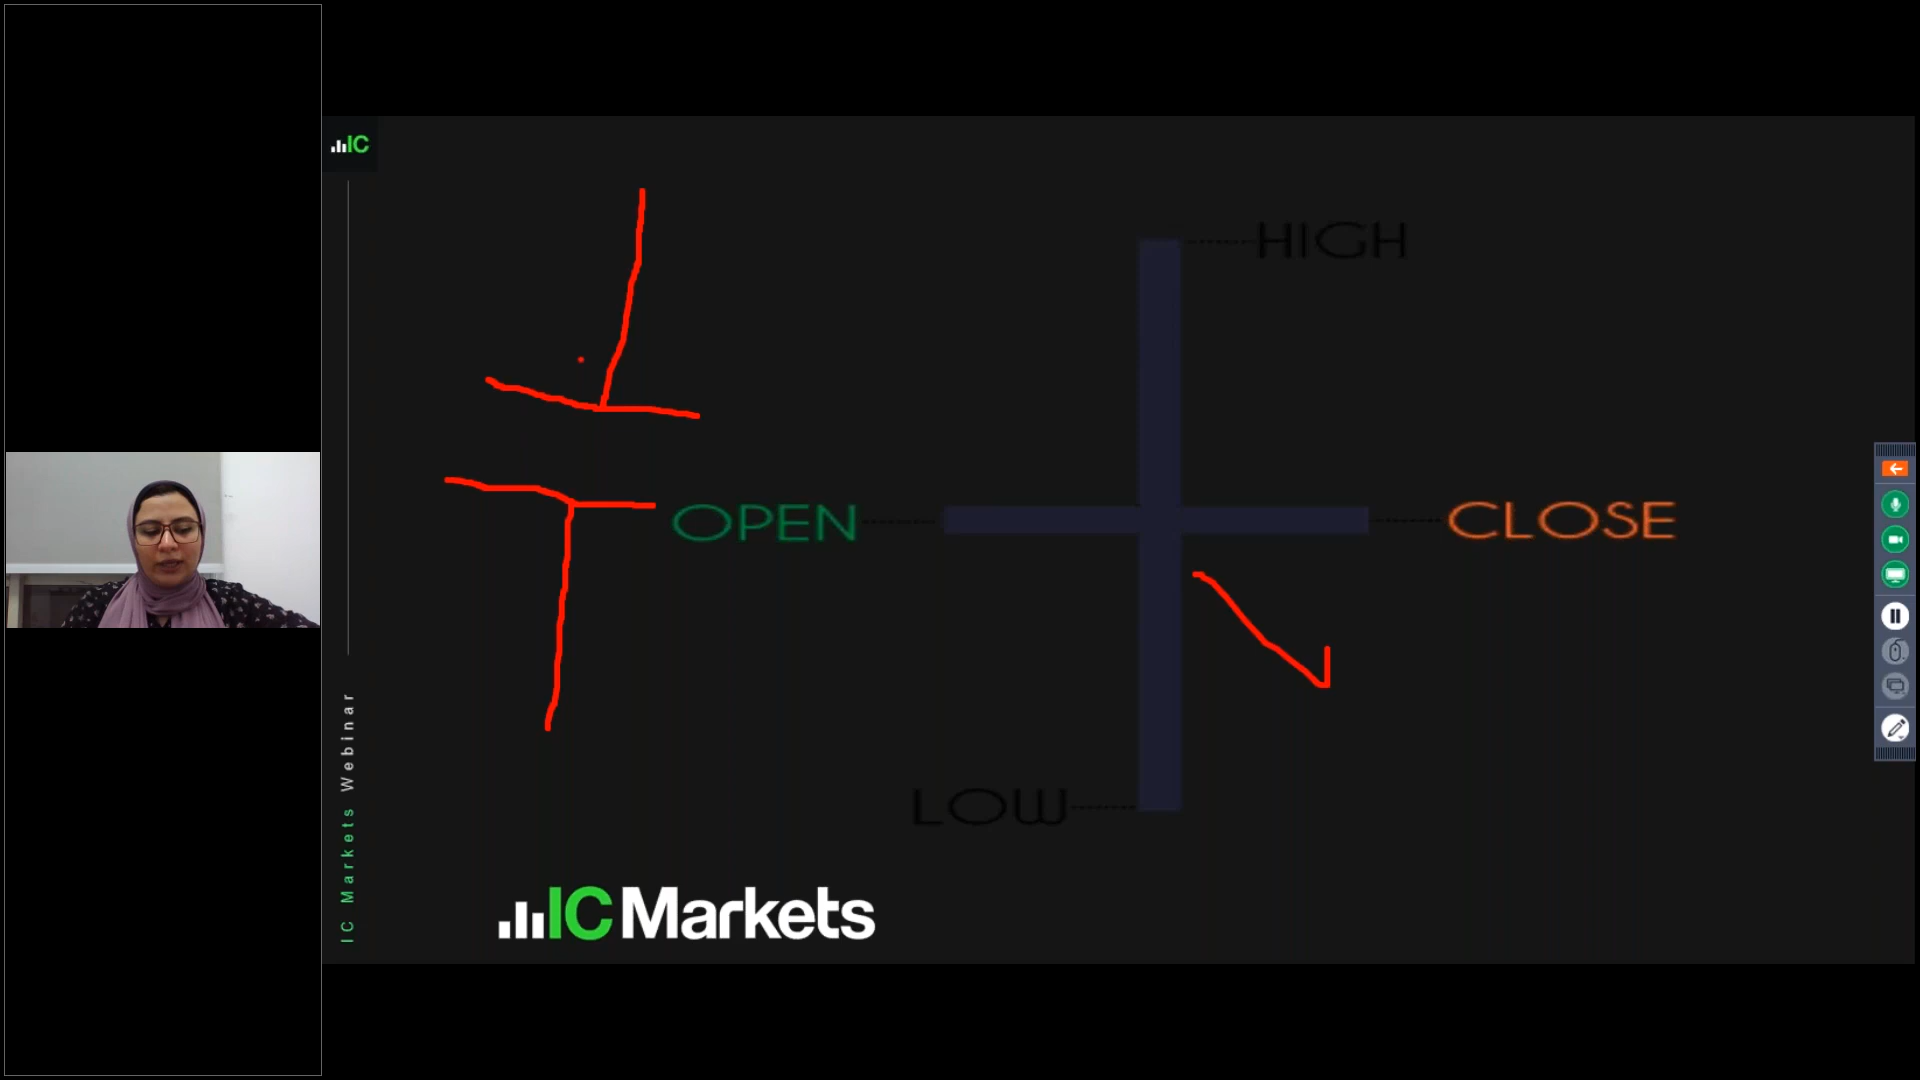 IC
HIGH
OPEN
CLOSE
LOW
IC Markets Webinar
IC Markets